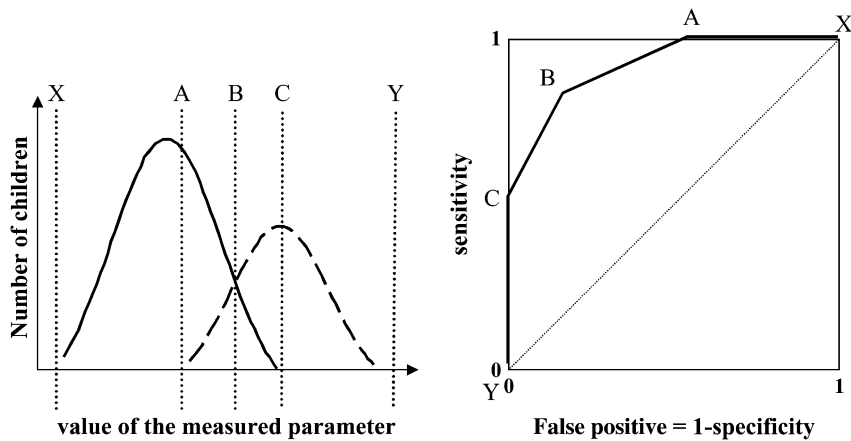 X A B C Y
Number of children
value of the measured parameter
A X
1
B
C
sensitivity
0
Y 0 1
False positive = 1-specificity